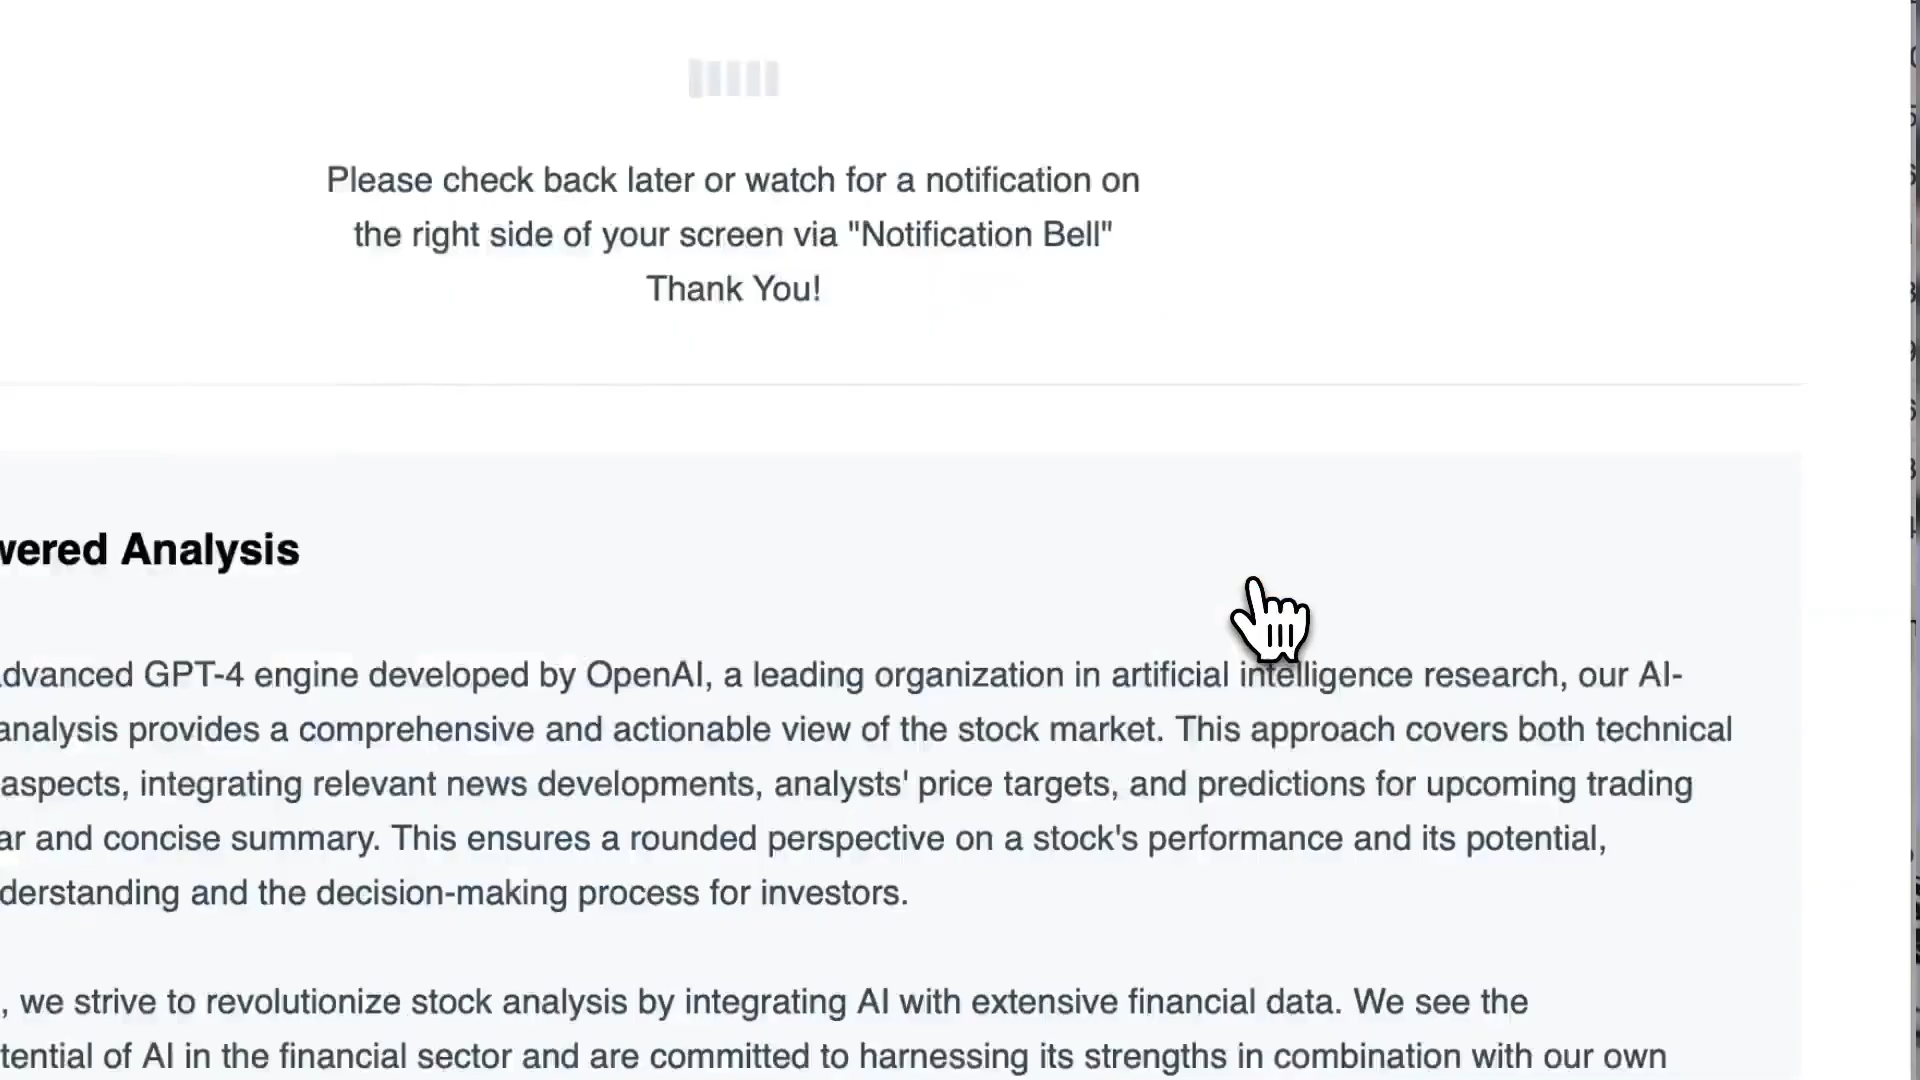 Please check back later or watch for a notification on
the right side of your screen via "Notification Bell"
Thank You!
Analysis
GPT-4 engine developed by OpenAI, a leading organization in artificial intelligence research, our AI-
analysis provides a comprehensive and actionable view of the stock market. This approach covers both technical
aspects, integrating relevant news developments, analysts' price targets, and predictions for upcoming trading
and concise summary. This ensures a rounded perspective on a stock's performance and its potential,
and the decision-making process for investors.
, we strive to revolutionize stock analysis by integrating AI with extensive financial data. We see the
of AI in the financial sector and are committed to harnessing its strengths in combination with our own